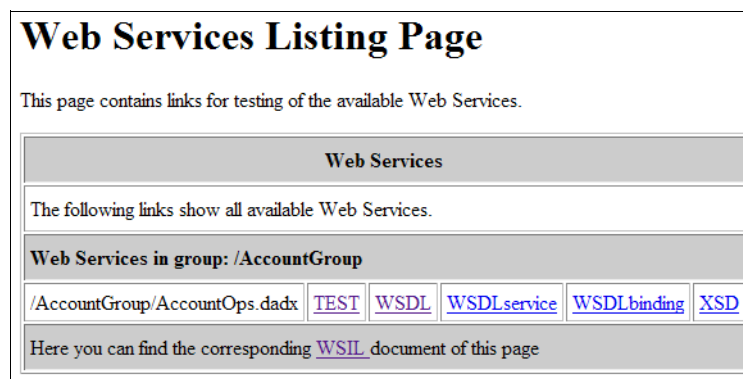 Web Services Listing Page
This page contains links for testing of the available Web Services.
Web Services
The following links show all available Web Services.
Web Services in group: /AccountGroup
/AccountGroup/AccountOps.dadx TEST WSDL WSDLservice WSDLbinding XSD
Here you can find the corresponding WSIL document of this page